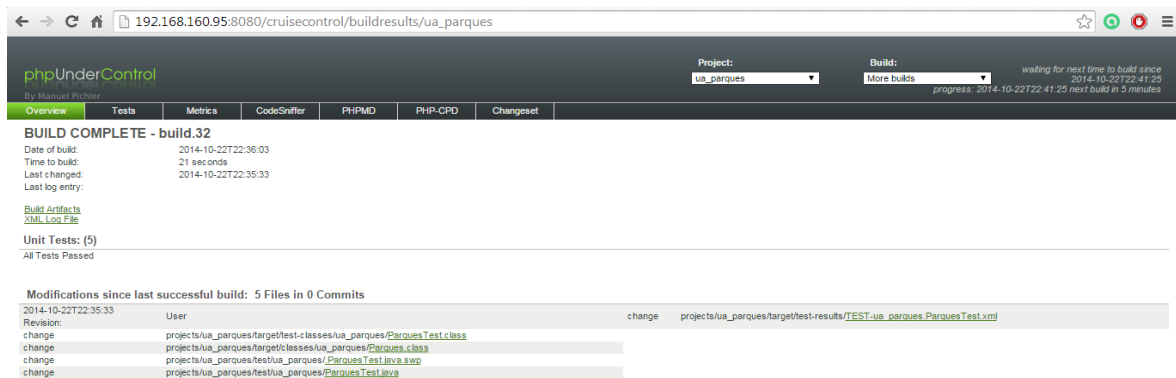 192.168.160.95:8080/cruisecontrol/buildresults/ua_parques
phpUnderControl
By Manuel Pichler
Project:
ua_parques
Build:
More builds
waiting for next time to build since
2014-10-22T22:41:25
progress: 2014-10-22T22:41:25 next build in 5 minutes
Overview Tests Metrics CodeSniffer PHPMD PHP-CPD Changeset
BUILD COMPLETE - build.32
Date of build: 2014-10-22T22:36:03
Time to build: 21 seconds
Last changed: 2014-10-22T22:35:33
Last log entry:
Build Artifacts
XML Log File
Unit Tests: (5)
All Tests Passed
Modifications since last successful build: 5 Files in 0 Commits
2014-10-22T22:35:33
Revision:
User
change projects/ua_parques/target/test-results/TEST-ua_parques.ParquesTest.xml
change projects/ua_parques/target/test-classes/ua_parques/ParquesTest.class
change projects/ua_parques/target/classes/ua_parques/Parques.class
change projects/ua_parques/test/ua_parques/.ParquesTest.java.swp
change projects/ua_parques/test/ua_parques/ParquesTest.java